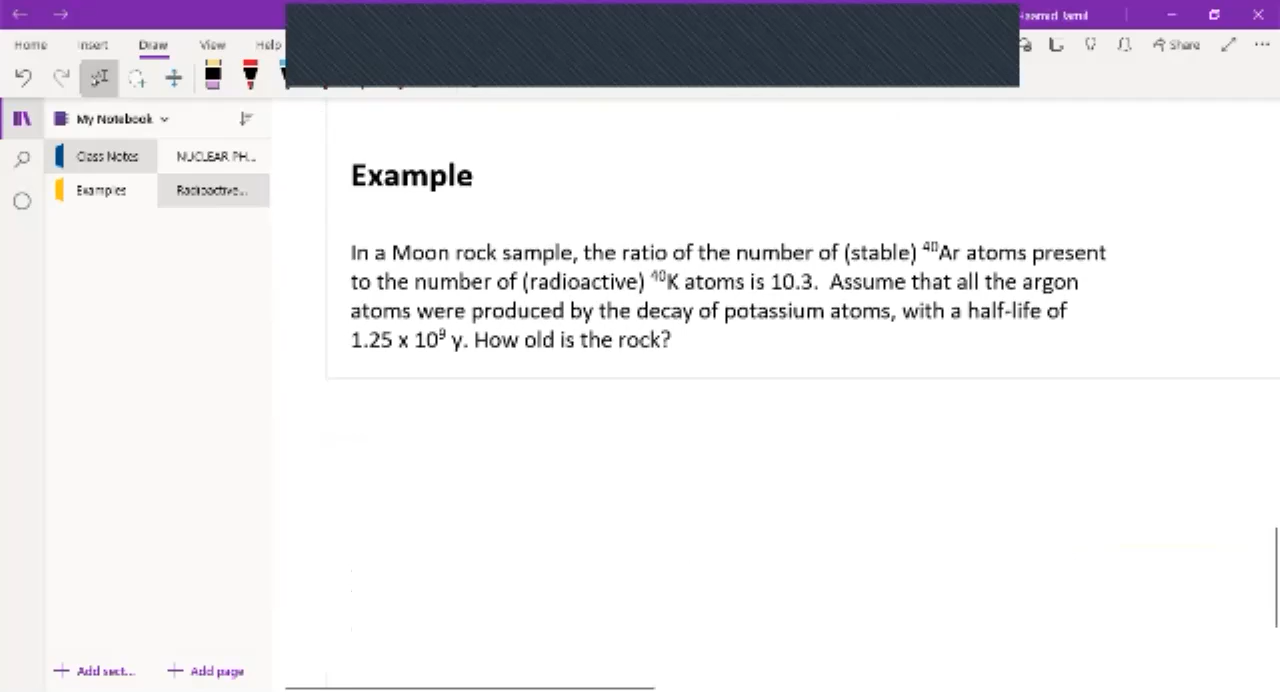 Home Insert Draw View Help Share
My Notebook
Class Notes NUCLEAR PH...
Examples Radioactive...
Example
In a Moon rock sample, the ratio of the number of (stable) ⁴⁰Ar atoms present
to the number of (radioactive) ⁴⁰K atoms is 10.3. Assume that all the argon
atoms were produced by the decay of potassium atoms, with a half-life of
1.25 x 10⁹ y. How old is the rock?
+ Add sect... + Add page